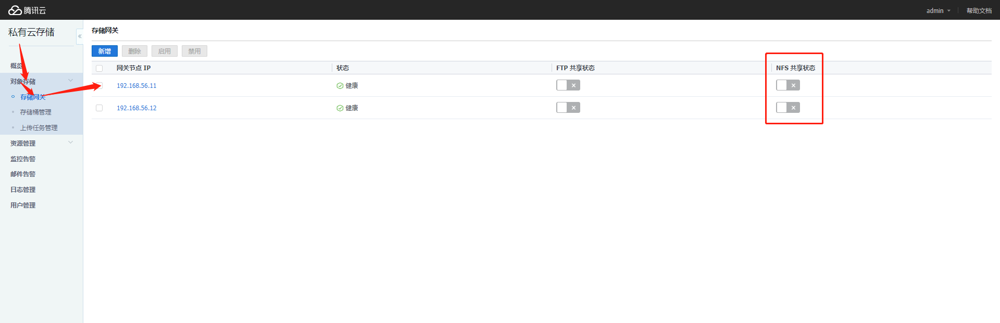 腾讯云
admin
帮助文档
私有云存储
概览
对象存储
存储网关
存储桶管理
上传任务管理
资源管理
监控告警
邮件告警
日志管理
用户管理
存储网关
新增 删除 启用 禁用
网关节点 IP 状态 FTP 共享状态 NFS 共享状态
192.168.56.11 健康
192.168.56.12 健康